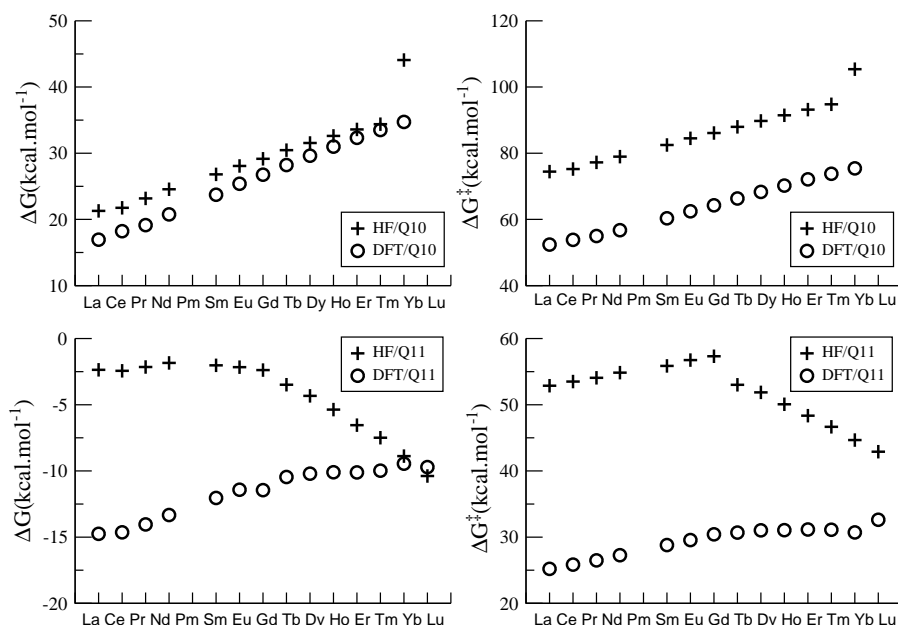 50
40
30
20
10
ΔG(kcal.mol⁻¹)
HF/Q10
DFT/Q10
La Ce Pr Nd Pm Sm Eu Gd Tb Dy Ho Er Tm Yb Lu
120
100
80
60
40
ΔG‡(kcal.mol⁻¹)
HF/Q10
DFT/Q10
La Ce Pr Nd Pm Sm Eu Gd Tb Dy Ho Er Tm Yb Lu
0
-5
-10
-15
-20
ΔG(kcal.mol⁻¹)
HF/Q11
DFT/Q11
La Ce Pr Nd Pm Sm Eu Gd Tb Dy Ho Er Tm Yb Lu
60
50
40
30
20
ΔG‡(kcal.mol⁻¹)
HF/Q11
DFT/Q11
La Ce Pr Nd Pm Sm Eu Gd Tb Dy Ho Er Tm Yb Lu